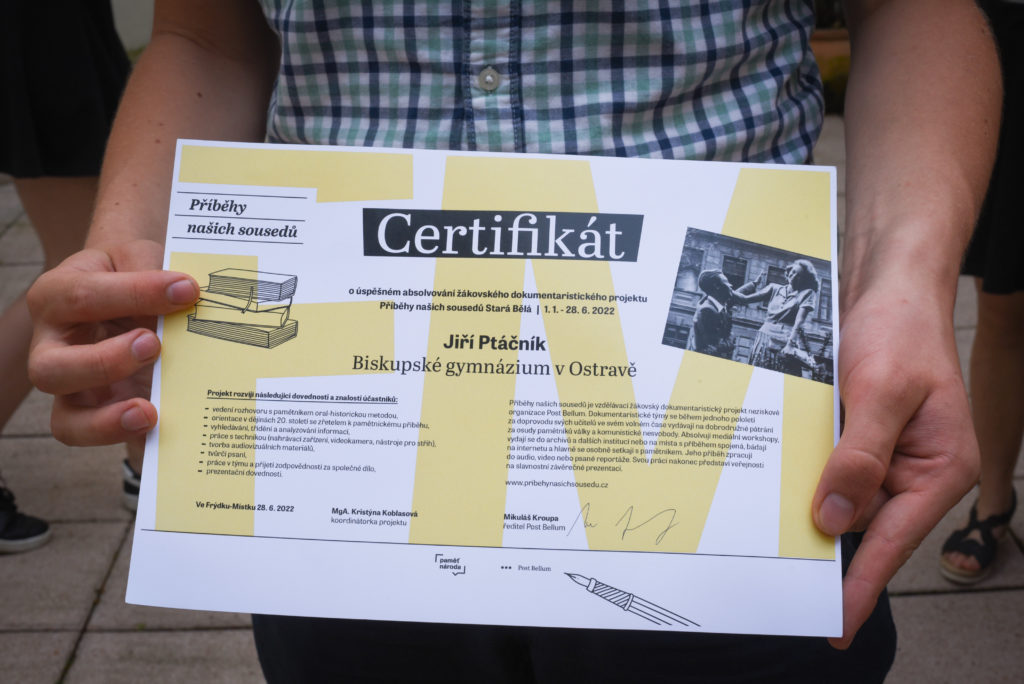 Příběhy
našich sousedů
Certifikát
o úspěšném absolvování žákovského dokumentaristického projektu
Příběhy našich sousedů Stará Bělá | 1. 1. - 28. 6. 2022
Jiří Ptáčník
Biskupské gymnázium v Ostravě
Projekt rozvíjí následující dovednosti a znalosti účastníků:
– vedení rozhovoru s pamětníkem oral-historickou metodou,
– orientace v dějinách 20. století se zřetelem k pamětnickému příběhu,
– vyhledávání, třídění a analyzování informací,
– práce s technikou (nahrávací zařízení, videokamera, nástroje pro střih),
– tvorba audiovizuálních materiálů,
– tvůrčí psaní,
– práce v týmu a přijetí zodpovědnosti za společné dílo,
– prezentační dovednosti.
Příběhy našich sousedů je vzdělávací žákovský dokumentaristický projekt neziskové
organizace Post Bellum. Dokumentaristické týmy se během jednoho pololetí
za doprovodu svých učitelů ve svém volném čase vydávají na dobrodružné pátrání
za osudy pamětníků války a komunistické nesvobody. Absolvují mediální workshopy,
vydají se do archivů a dalších institucí nebo na místa s příběhem spojená, bádají
na internetu a hlavně se osobně setkají s pamětníkem. Jeho příběh zpracují
do audio, video nebo psané reportáže. Svou práci nakonec představí veřejnosti
na slavnostní závěrečné prezentaci.
www.pribehynasichsousedu.cz
Ve Frýdku-Místku 28. 6. 2022
MgA. Kristýna Koblasová
koordinátorka projektu
Mikuláš Kroupa
ředitel Post Bellum
paměť
národa
Post Bellum